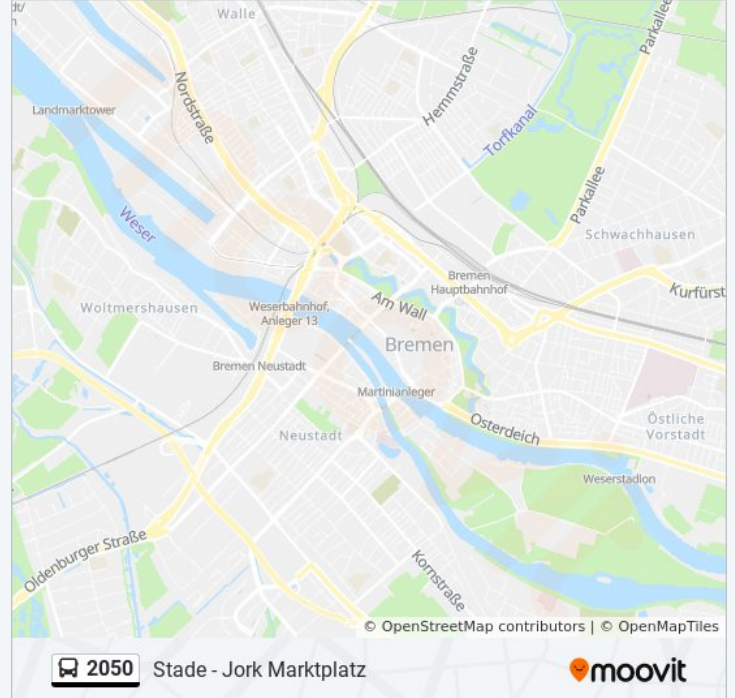 dt/
n
Walle
Parkallee
Hemmstraße
Nordstraße
Landmarktower
Torfkanal
Parkallee
Weser
Schwachhausen
Bremen
Hauptbahnhof
Kurfürst
Woltmershausen
Weserbahnhof,
Anleger 13
Am Wall
Bremen
Bremen Neustadt
Martinianleger
Osterdeich
Östliche
Vorstadt
Neustadt
Weserstadion
Oldenburger Straße
Kornstraße
© OpenStreetMap contributors | © OpenMapTiles
2050 Stade - Jork Marktplatz
moovit